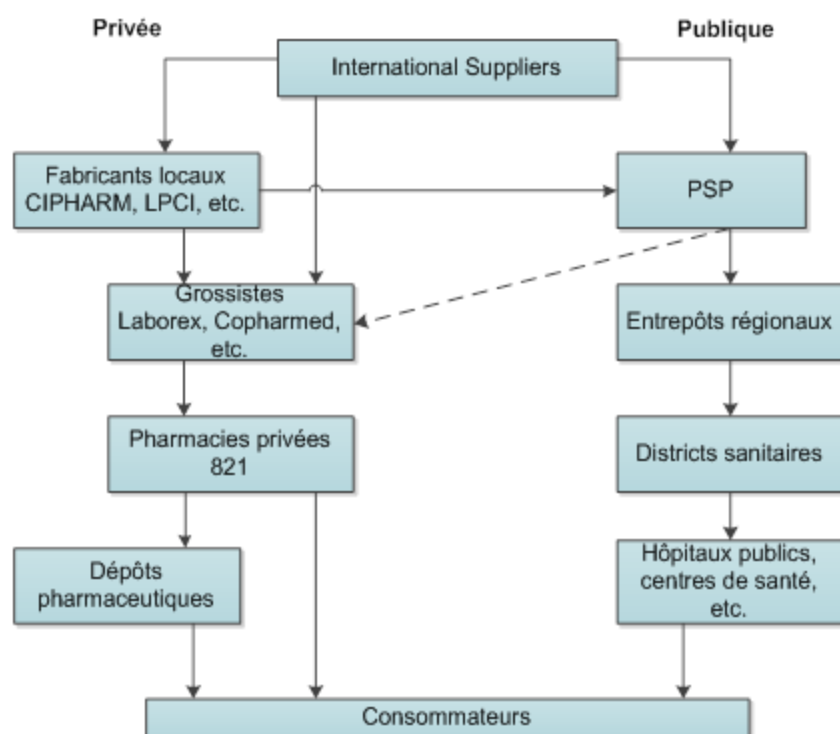 Privée
Publique
International Suppliers
Fabricants locaux
CIPHARM, LPCI, etc.
PSP
Grossistes
Laborex, Copharmed,
etc.
Entrepôts régionaux
Pharmacies privées
821
Districts sanitaires
Dépôts
pharmaceutiques
Hôpitaux publics,
centres de santé,
etc.
Consommateurs